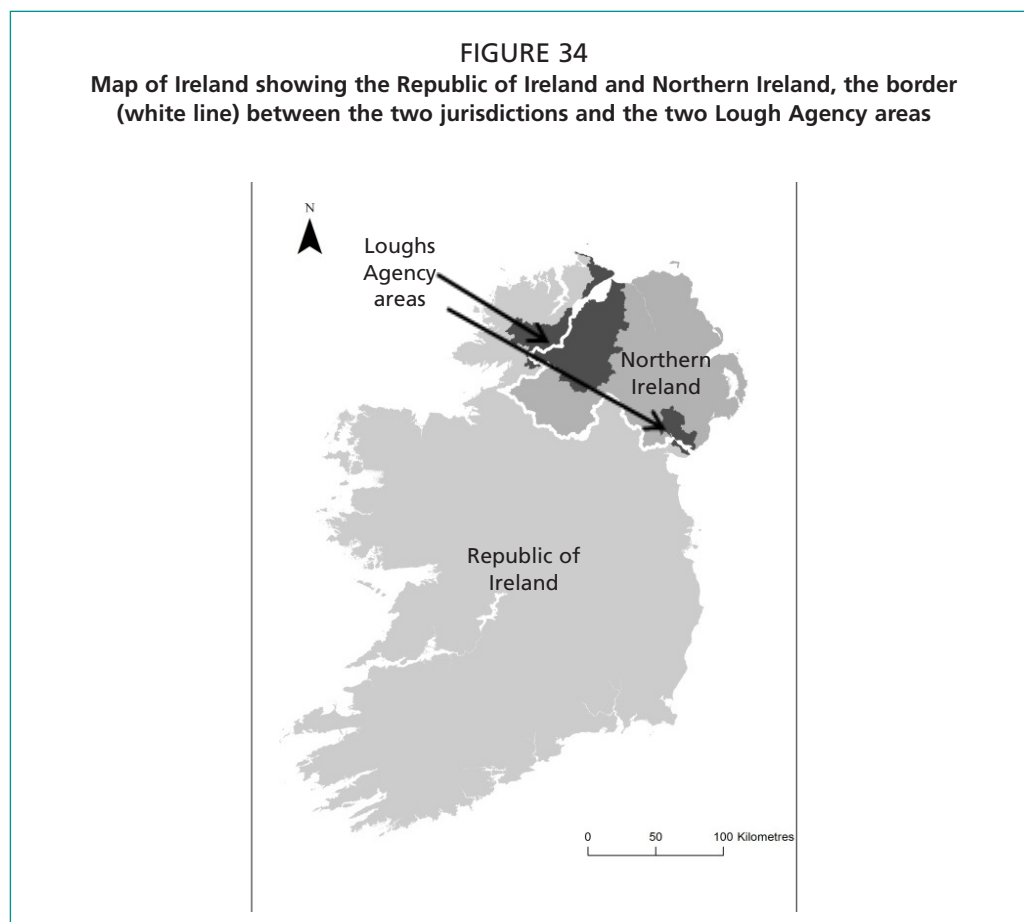 FIGURE 34
Map of Ireland showing the Republic of Ireland and Northern Ireland, the border
(white line) between the two jurisdictions and the two Lough Agency areas
N
Loughs
Agency
areas
Northern
Ireland
Republic of
Ireland
0 50 100 Kilometres